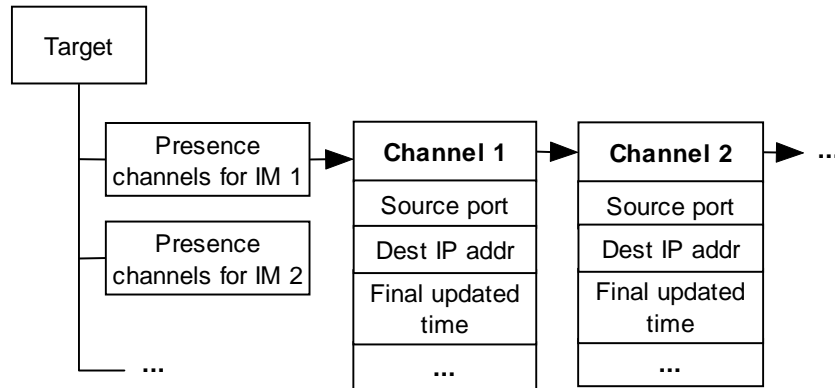 Target
Presence
channels for IM 1
Presence
channels for IM 2
...
Channel 1
Source port
Dest IP addr
Final updated
time
...
Channel 2
Source port
Dest IP addr
Final updated
time
...
...